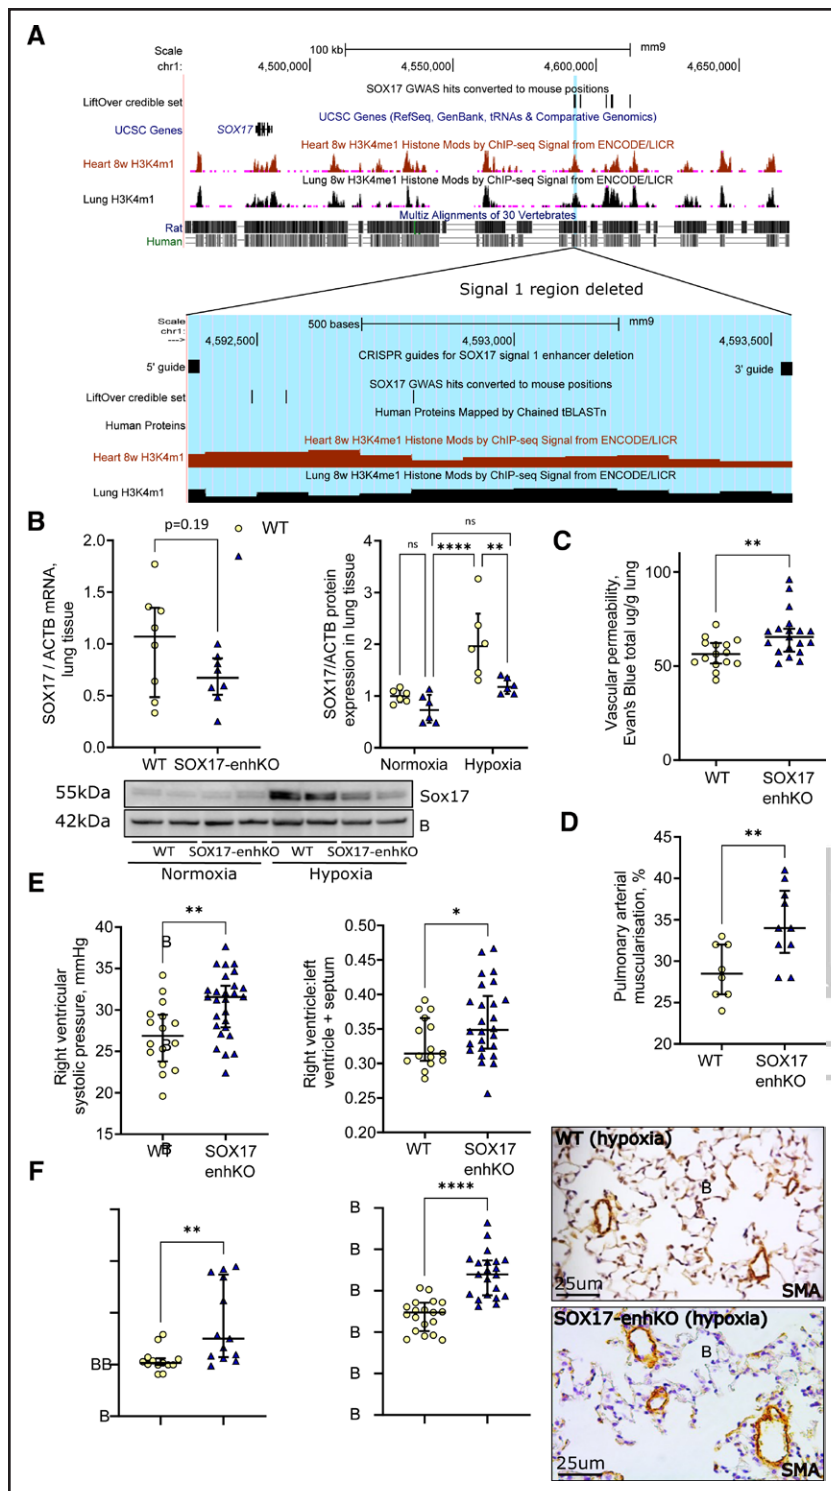 A
Scale 100 kb mm9
chr1: 4,500,000 4,550,000 4,600,000 4,650,000
SOX17 GWAS hits converted to mouse positions
LiftOver credible set
UCSC Genes (RefSeq, GenBank, tRNAs & Comparative Genomics)
UCSC Genes SOX17
Heart 8w H3K4me1 Histone Mods by ChIP-seq Signal from ENCODE/LICR
Heart 8w H3K4m1
Lung 8w H3K4me1 Histone Mods by ChIP-seq Signal from ENCODE/LICR
Lung H3K4m1
Multiz Alignments of 30 Vertebrates
Rat
Human
Signal 1 region deleted
Scale 500 bases mm9
chr1:
---> 4,592,500 4,593,000 4,593,500
CRISPR guides for SOX17 signal 1 enhancer deletion
5' guide 3' guide
SOX17 GWAS hits converted to mouse positions
LiftOver credible set
Human Proteins Mapped by Chained tBLASTn
Human Proteins
Heart 8w H3K4me1 Histone Mods by ChIP-seq Signal from ENCODE/LICR
Heart 8w H3K4m1
Lung 8w H3K4me1 Histone Mods by ChIP-seq Signal from ENCODE/LICR
Lung H3K4m1
B
p=0.19
WT
SOX17 / ACTB mRNA,
lung tissue
2.0
1.5
1.0
0.5
0.0
WT SOX17-enhKO
SOX17/ACTB protein
expression in lung tissue
ns
ns **** **
4
3
2
1
0
Normoxia Hypoxia
55kDa Sox17
42kDa B
WT SOX17-enhKO WT SOX17-enhKO
Normoxia Hypoxia
C
**
Vascular permeability,
Evan's Blue total ug/g lung
100
50
0
WT SOX17
enhKO
D
**
Pulmonary arterial
muscularisation, %
45
40
35
30
25
20
WT SOX17
enhKO
E
**
Right ventricular
systolic pressure, mmHg
40
35
30
25
20
15
B
B
B
WT SOX17
enhKO
*
Right ventricle:left
ventricle + septum
0.50
0.45
0.40
0.35
0.30
0.25
0.20
WT SOX17
enhKO
F
**
BB
B
****
B
B
B
B
B
B
WT (hypoxia)
B
25um SMA
SOX17-enhKO (hypoxia)
B
25um SMA